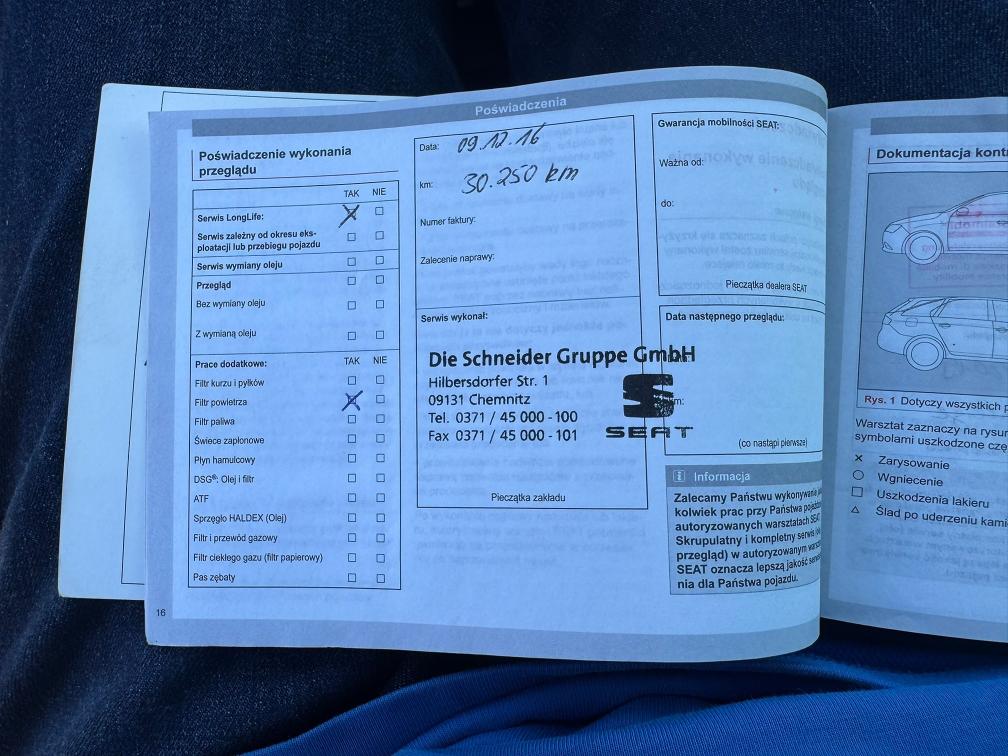 Poświadczenia
Poświadczenie wykonania
przeglądu
TAK NIE
Serwis LongLife:
Serwis zależny od okresu eks-
ploatacji lub przebiegu pojazdu
Serwis wymiany oleju
Przegląd
Bez wymiany oleju
Z wymianą oleju
Prace dodatkowe: TAK NIE
Filtr kurzu i pyłków
Filtr powietrza
Filtr paliwa
Świece zapłonowe
Płyn hamulcowy
DSG®: Olej i filtr
ATF
Sprzęgło HALDEX (Olej)
Filtr i przewód gazowy
Filtr ciekłego gazu (filtr papierowy)
Pas zębaty
16
Data: 09.12.16
km: 30.250 km
Numer faktury:
Zalecenie naprawy:
Serwis wykonał:
Die Schneider Gruppe GmbH
Hilbersdorfer Str. 1
09131 Chemnitz
Tel. 0371 / 45 000 - 100
Fax 0371 / 45 000 - 101
SEAT
Pieczątka zakładu
Gwarancja mobilności SEAT:
Ważna od:
do:
Pieczątka dealera SEAT
Data następnego przeglądu:
(co nastąpi pierwsze)
i Informacja
Zalecamy Państwu wykonywanie
kolwiek prac przy Państwa
autoryzowanych warsztatach SEAT
Skrupulatny i kompletny serwis
przegląd) w autoryzowanym
SEAT oznacza lepszą jakość
nia dla Państwa pojazdu.
Dokumentacja
Rys. 1 Dotyczy wszystkich
Warsztat zaznaczy na
symbolami uszkodzone
Zarysowanie
Wgniecenie
Uszkodzenia lakieru
Ślad po uderzeniu